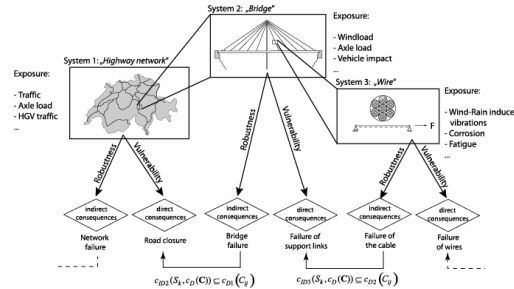 System 2: „Bridge"
Exposure:
- Windload
- Axle load
- Vehicle impact
...
System 1: „Highway network"
Exposure:
- Traffic
- Axle load
- HGV traffic
...
System 3: „Wire"
F
Exposure:
- Wind-Rain induce
vibrations
- Corrosion
- Fatigue
...
Robustness
Vulnerability
Robustness
Vulnerability
Robustness
Vulnerability
indirect
consequences
direct
consequences
indirect
consequences
direct
consequences
indirect
consequences
direct
consequences
Network
failure
Road closure
Bridge
failure
Failure of
support links
Failure of
the cable
Failure
of wires
c_{ID2}(S_k, c_D(C)) ⊆ c_{D1}(C_{ij})
c_{ID3}(S_k, c_D(C)) ⊆ c_{D2}(C_{ij})